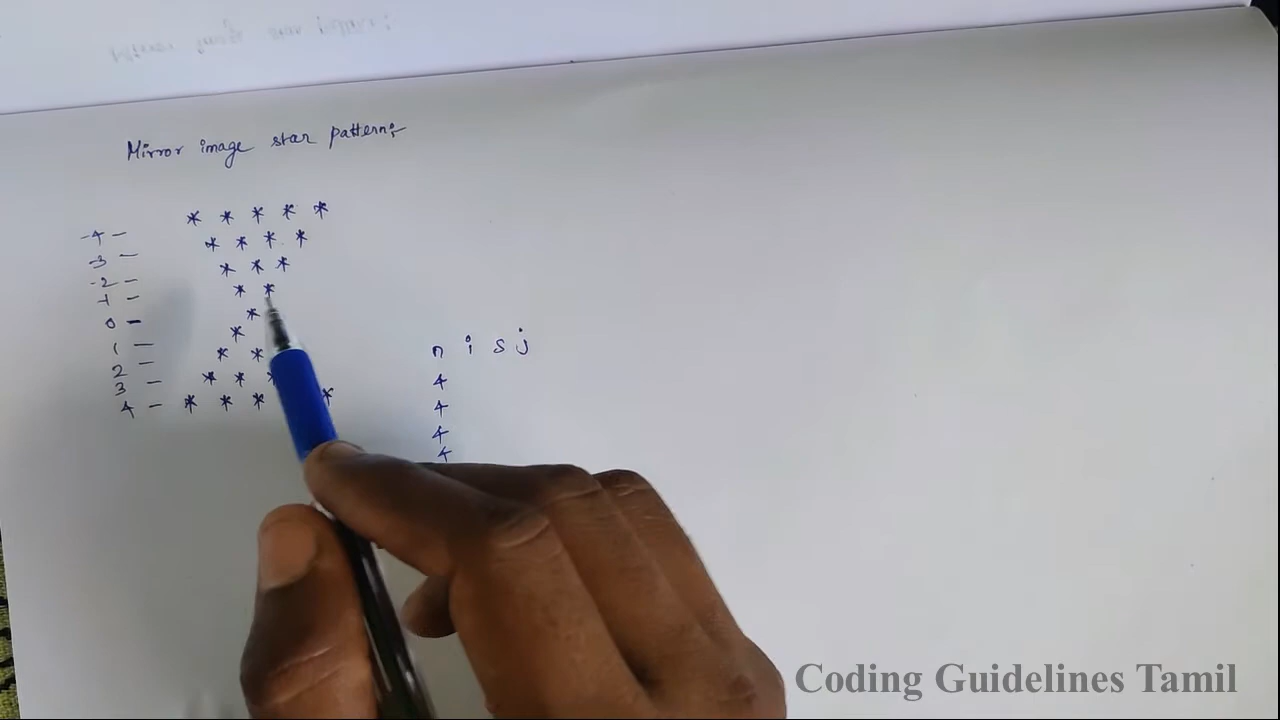 Mirror image star pattern:
* * * * *
-4 - * * * *
-3 - * * *
-2 - * *
-1 -
0 - *
1 - *
2 - * *
3 - * * *
4 - * * * *
n i s j
4
4
4
4
Coding Guidelines Tamil